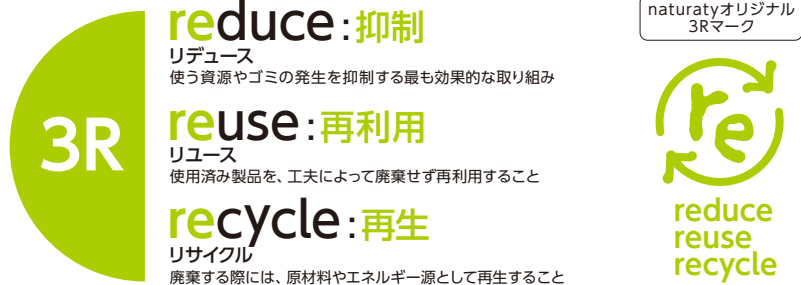 3R
reduce:抑制
リデュース
使う資源やゴミの発生を抑制する最も効果的な取り組み
reuse:再利用
リユース
使用済み製品を、工夫によって廃棄せず再利用すること
recycle:再生
リサイクル
廃棄する際には、原材料やエネルギー源として再生すること
naturatyオリジナル
3Rマーク
re
reduce
reuse
recycle